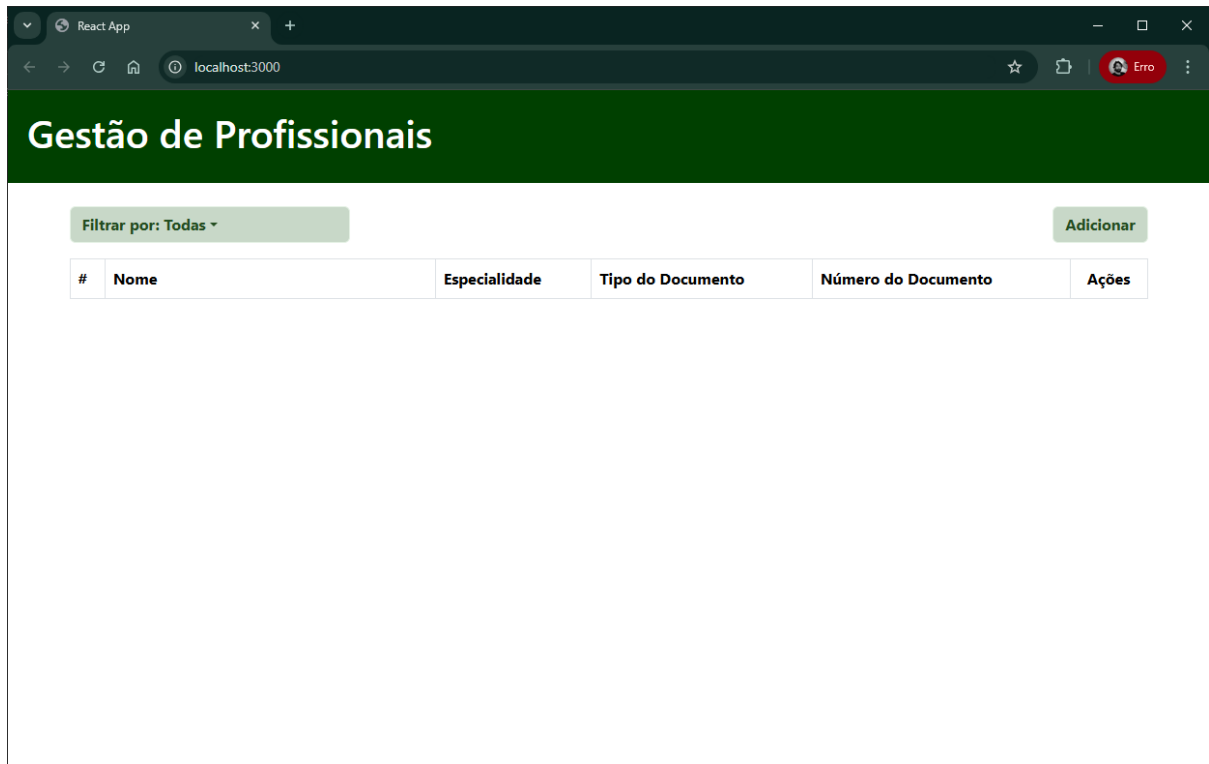 React App
localhost:3000
Erro
Gestão de Profissionais
Filtrar por: Todas
Adicionar
# Nome Especialidade Tipo do Documento Número do Documento Ações